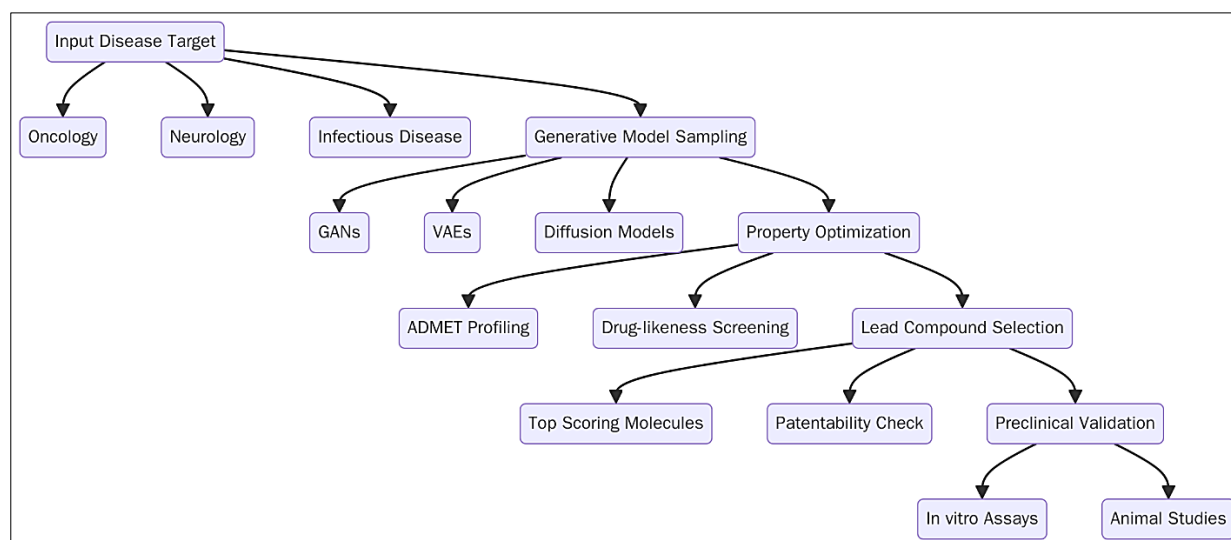 Input Disease Target
Oncology
Neurology
Infectious Disease
Generative Model Sampling
GANs
VAEs
Diffusion Models
Property Optimization
ADMET Profiling
Drug-likeness Screening
Lead Compound Selection
Top Scoring Molecules
Patentability Check
Preclinical Validation
In vitro Assays
Animal Studies